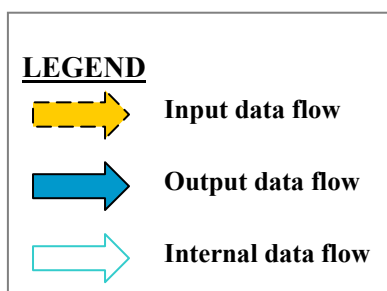 LEGEND
Input data flow
Output data flow
Internal data flow